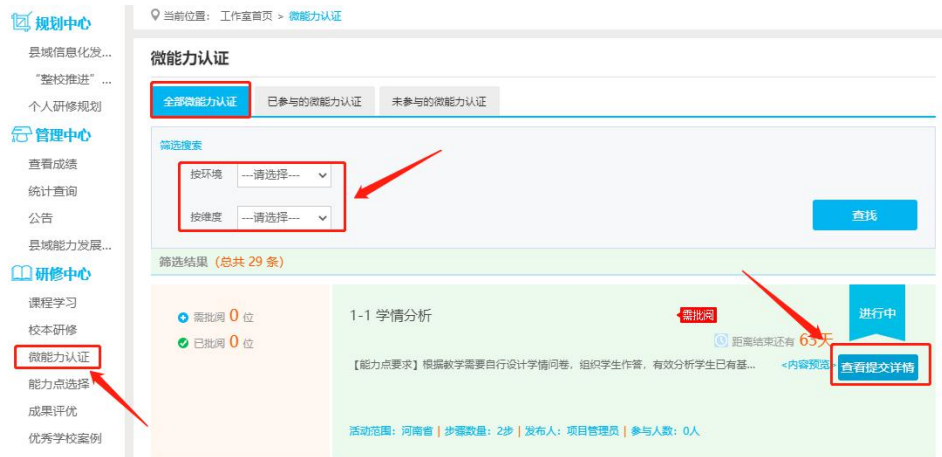 规划中心
县域信息化发...
“整校推进” ...
个人研修规划
管理中心
查看成绩
统计查询
公告
县域能力发展...
研修中心
课程学习
校本研修
微能力认证
能力点选择
成果评优
优秀学校案例
当前位置： 工作室首页 > 微能力认证
微能力认证
全部微能力认证 已参与的微能力认证 未参与的微能力认证
筛选搜索
按环境 ---请选择---
按维度 ---请选择---
查找
筛选结果（总共 29 条）
需批阅 0 位
已批阅 0 位
1-1 学情分析
需批阅
进行中
距离结束还有 63天
【能力点要求】根据教学需要自行设计学情问卷，组织学生作答，有效分析学生已有基... <内容预览>
查看提交详情
活动范围：河南省 | 步骤数量：2步 | 发布人：项目管理员 | 参与人数：0人